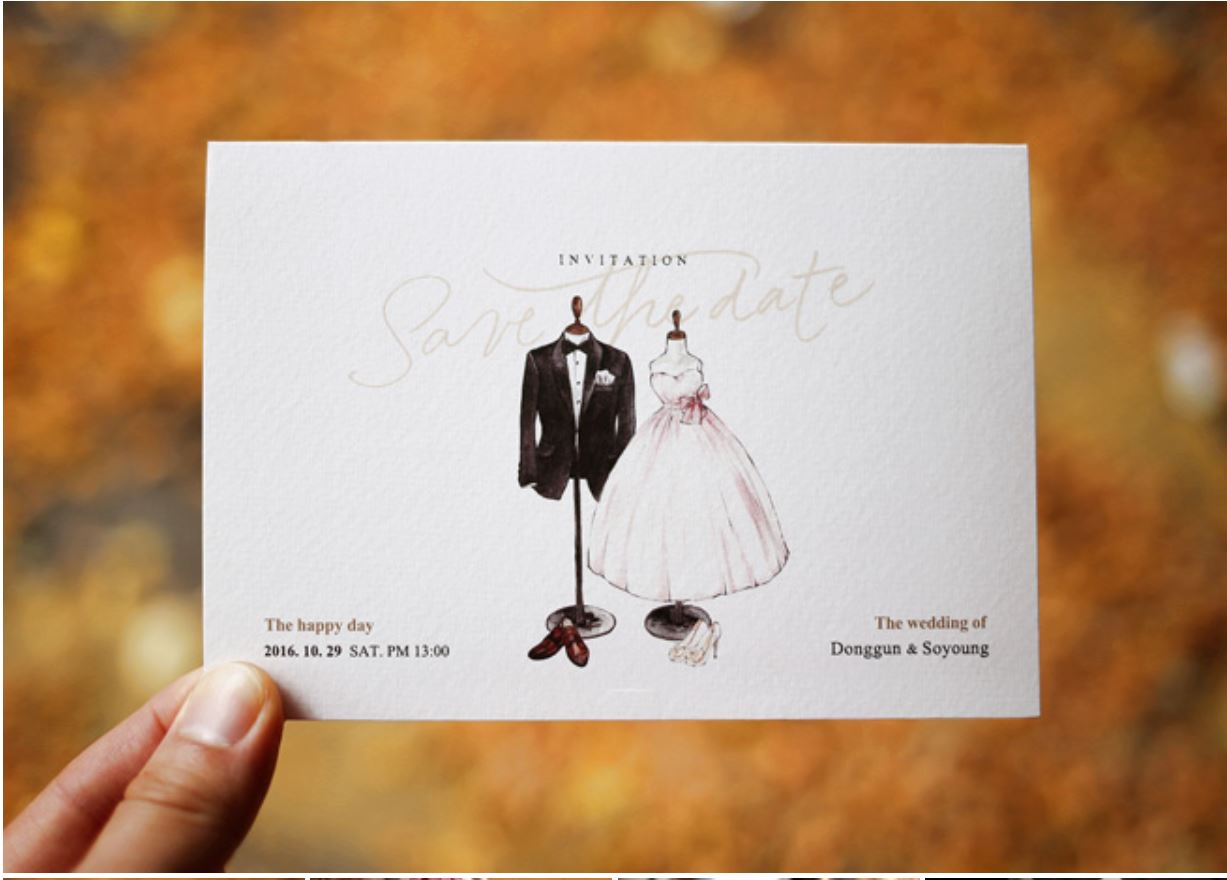 INVITATION
Save the date
The happy day
2016. 10. 29 SAT. PM 13:00
The wedding of
Donggun & Soyoung